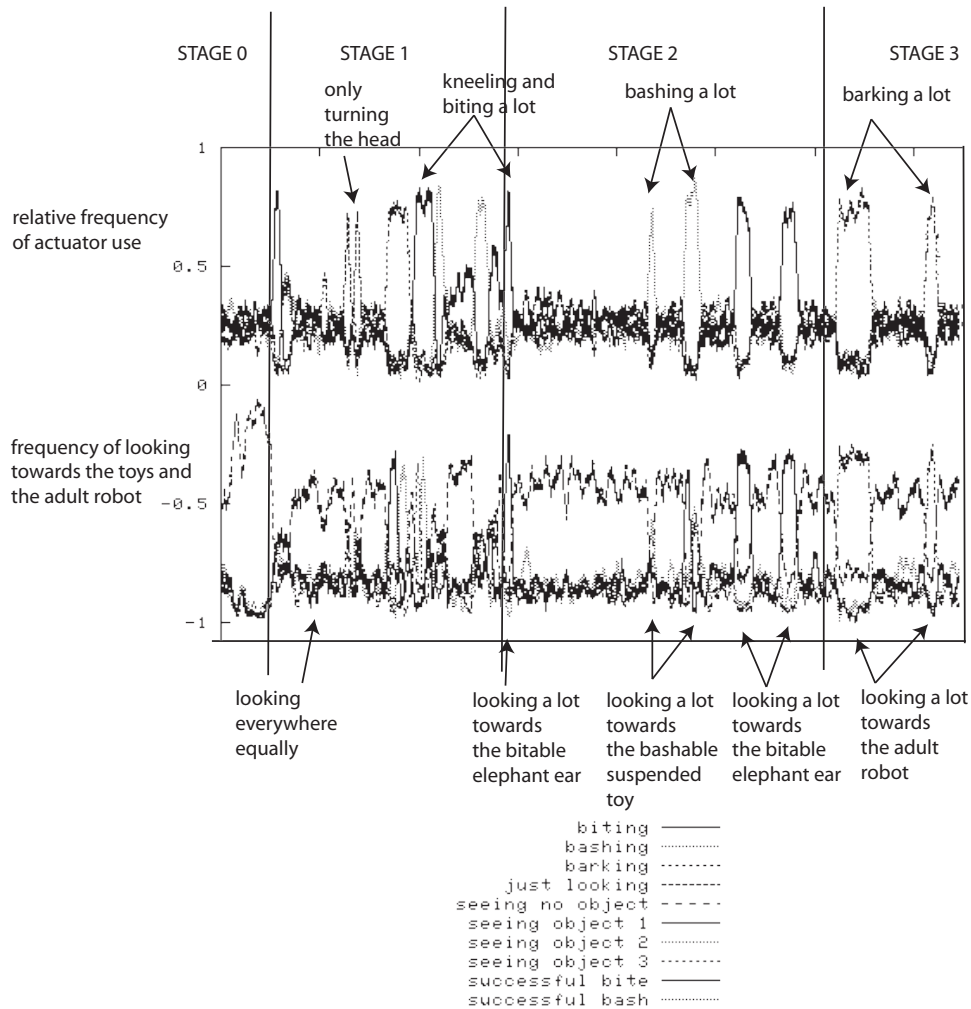 STAGE 0
STAGE 1
STAGE 2
STAGE 3
only
turning
the head
kneeling and
biting a lot
bashing a lot
barking a lot
relative frequency
of actuator use
1
0.5
0
frequency of looking
towards the toys and
the adult robot
-0.5
-1
looking
everywhere
equally
looking a lot
towards
the bitable
elephant ear
looking a lot
towards
the bashable
suspended
toy
looking a lot
towards
the bitable
elephant ear
looking a lot
towards
the adult
robot
biting
bashing
barking
just looking
seeing no object
seeing object 1
seeing object 2
seeing object 3
successful bite
successful bash